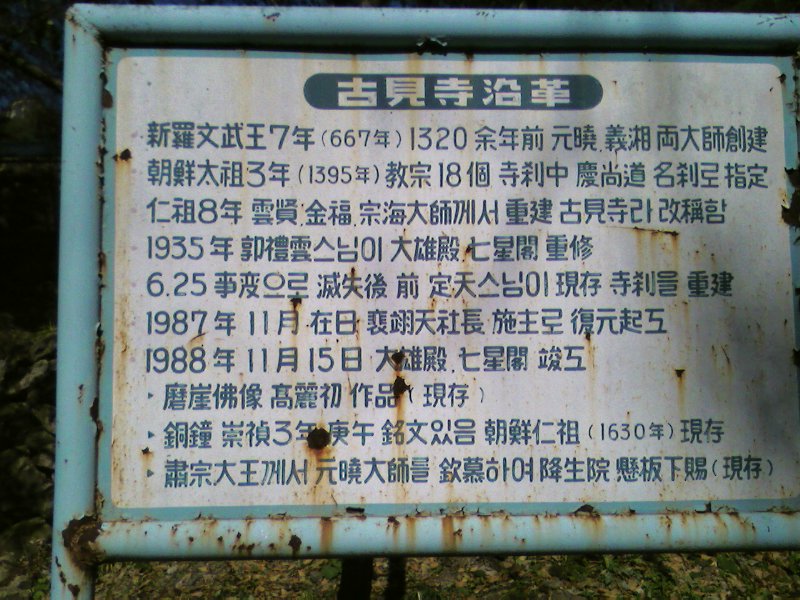 古見寺沿革
新羅文武王7年(667年)1320余年前 元曉.義湘 両大師創建
朝鮮太祖3年(1395年)教宗18個 寺刹中 慶尚道 名刹로 指定
仁祖8年 雲賢.金福.宗海大師께서 重建 古見寺라 改稱함
1935年 郭禮雲스님이 大雄殿.七星閣 重修
6.25 事変으로 滅失後 前 定天스님이 現存 寺刹을 重建
1987年 11月 在日 裵翊天社長 施主로 復元起工
1988年 11月 15日 大雄殿.七星閣 竣工
▸磨崖佛像 高麗初 作品(現存)
▸銅鐘 崇禎3年 庚午 銘文있음 朝鮮仁祖(1630年)現存
▸肅宗大王께서 元曉大師를 欽慕하여 降生院 懸板下賜(現存)